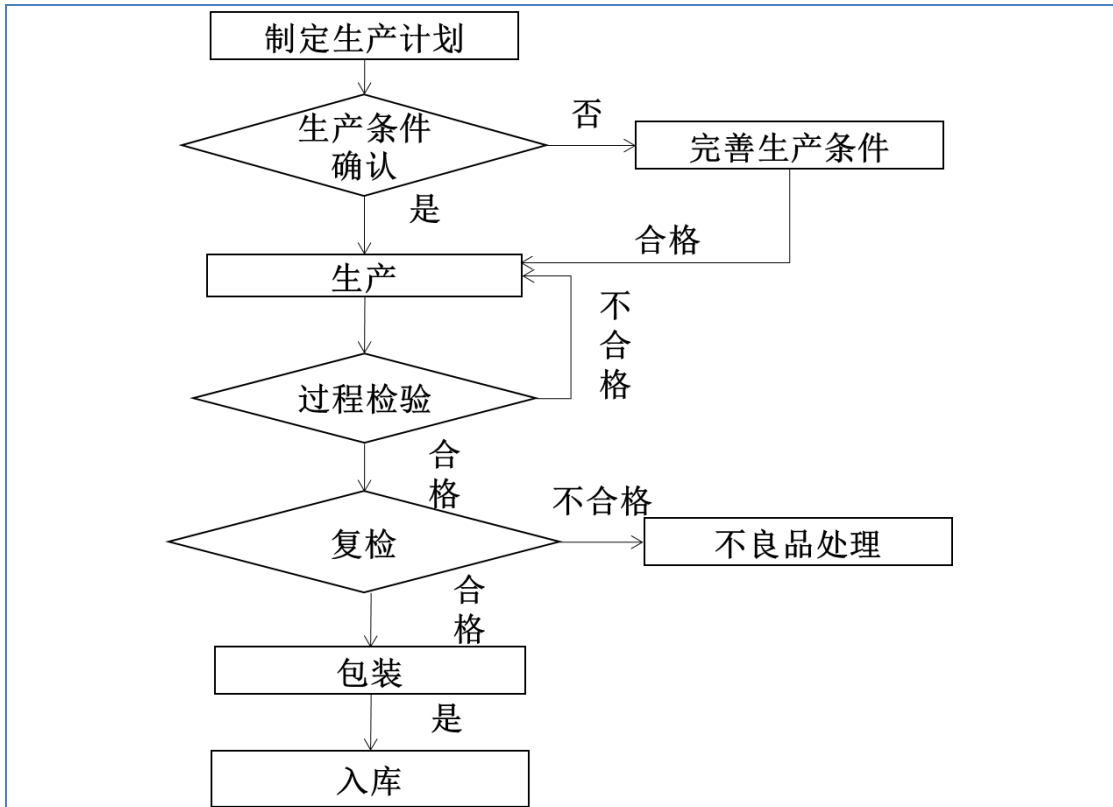 制定生产计划
生产条件
确认
否
完善生产条件
是
合格
生产
不
合
格
过程检验
合
格
复检
不合格
不良品处理
合
格
包装
是
入库